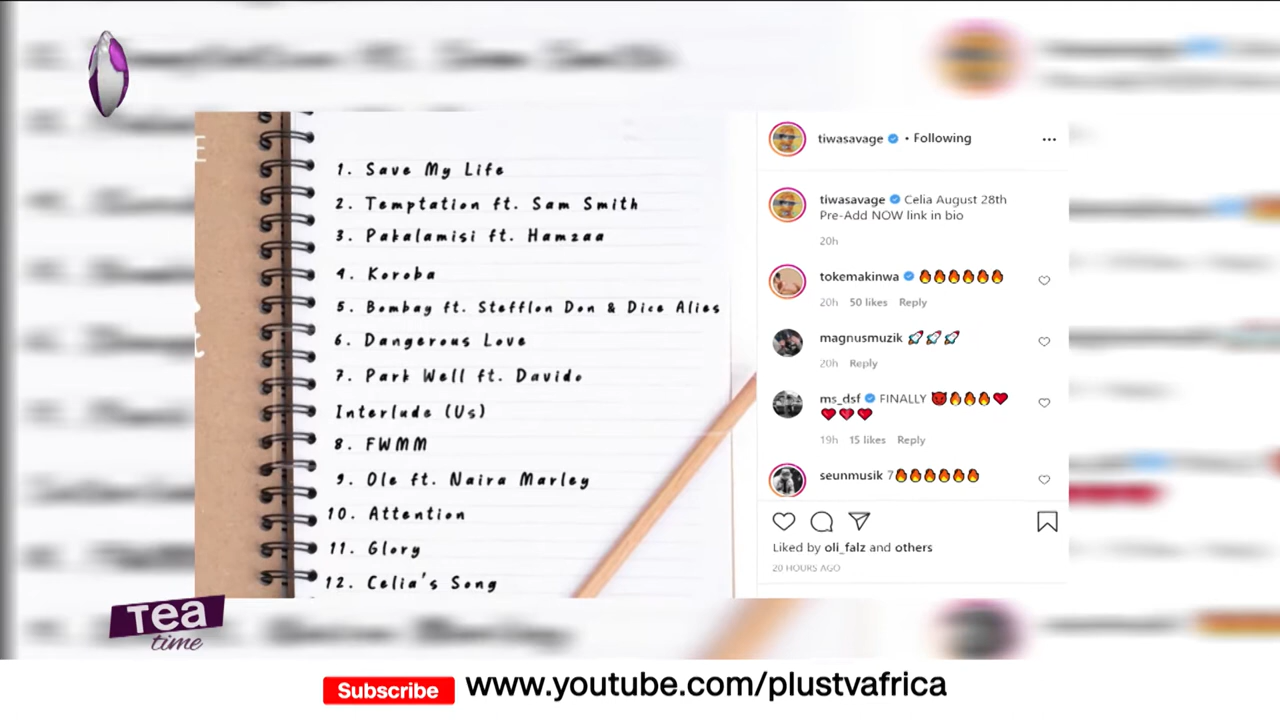 1. Save My Life
2. Temptation ft. Sam Smith
3. Pakalamisi ft. Hamzaa
4. Koroba
5. Bombay ft. Stefflon Don & Dice Alies
6. Dangerous Love
7. Park Well ft. Davido
Interlude (Us)
8. FWMM
9. Ole ft. Naira Marley
10. Attention
11. Glory
12. Celia's Song
tiwasavage • Following
tiwasavage Celia August 28th
Pre-Add NOW link in bio
20h
tokemakinwa 🔥🔥🔥🔥🔥🔥
20h 50 likes Reply
magnusmuzik 🚀🚀🚀
20h Reply
ms_dsf FINALLY 👿🔥🔥🔥❤️
❤️❤️❤️
19h 15 likes Reply
seunmusik 7🔥🔥🔥🔥🔥🔥
Liked by oli_falz and others
20 HOURS AGO
Tea
time
Subscribe www.youtube.com/plustvafrica